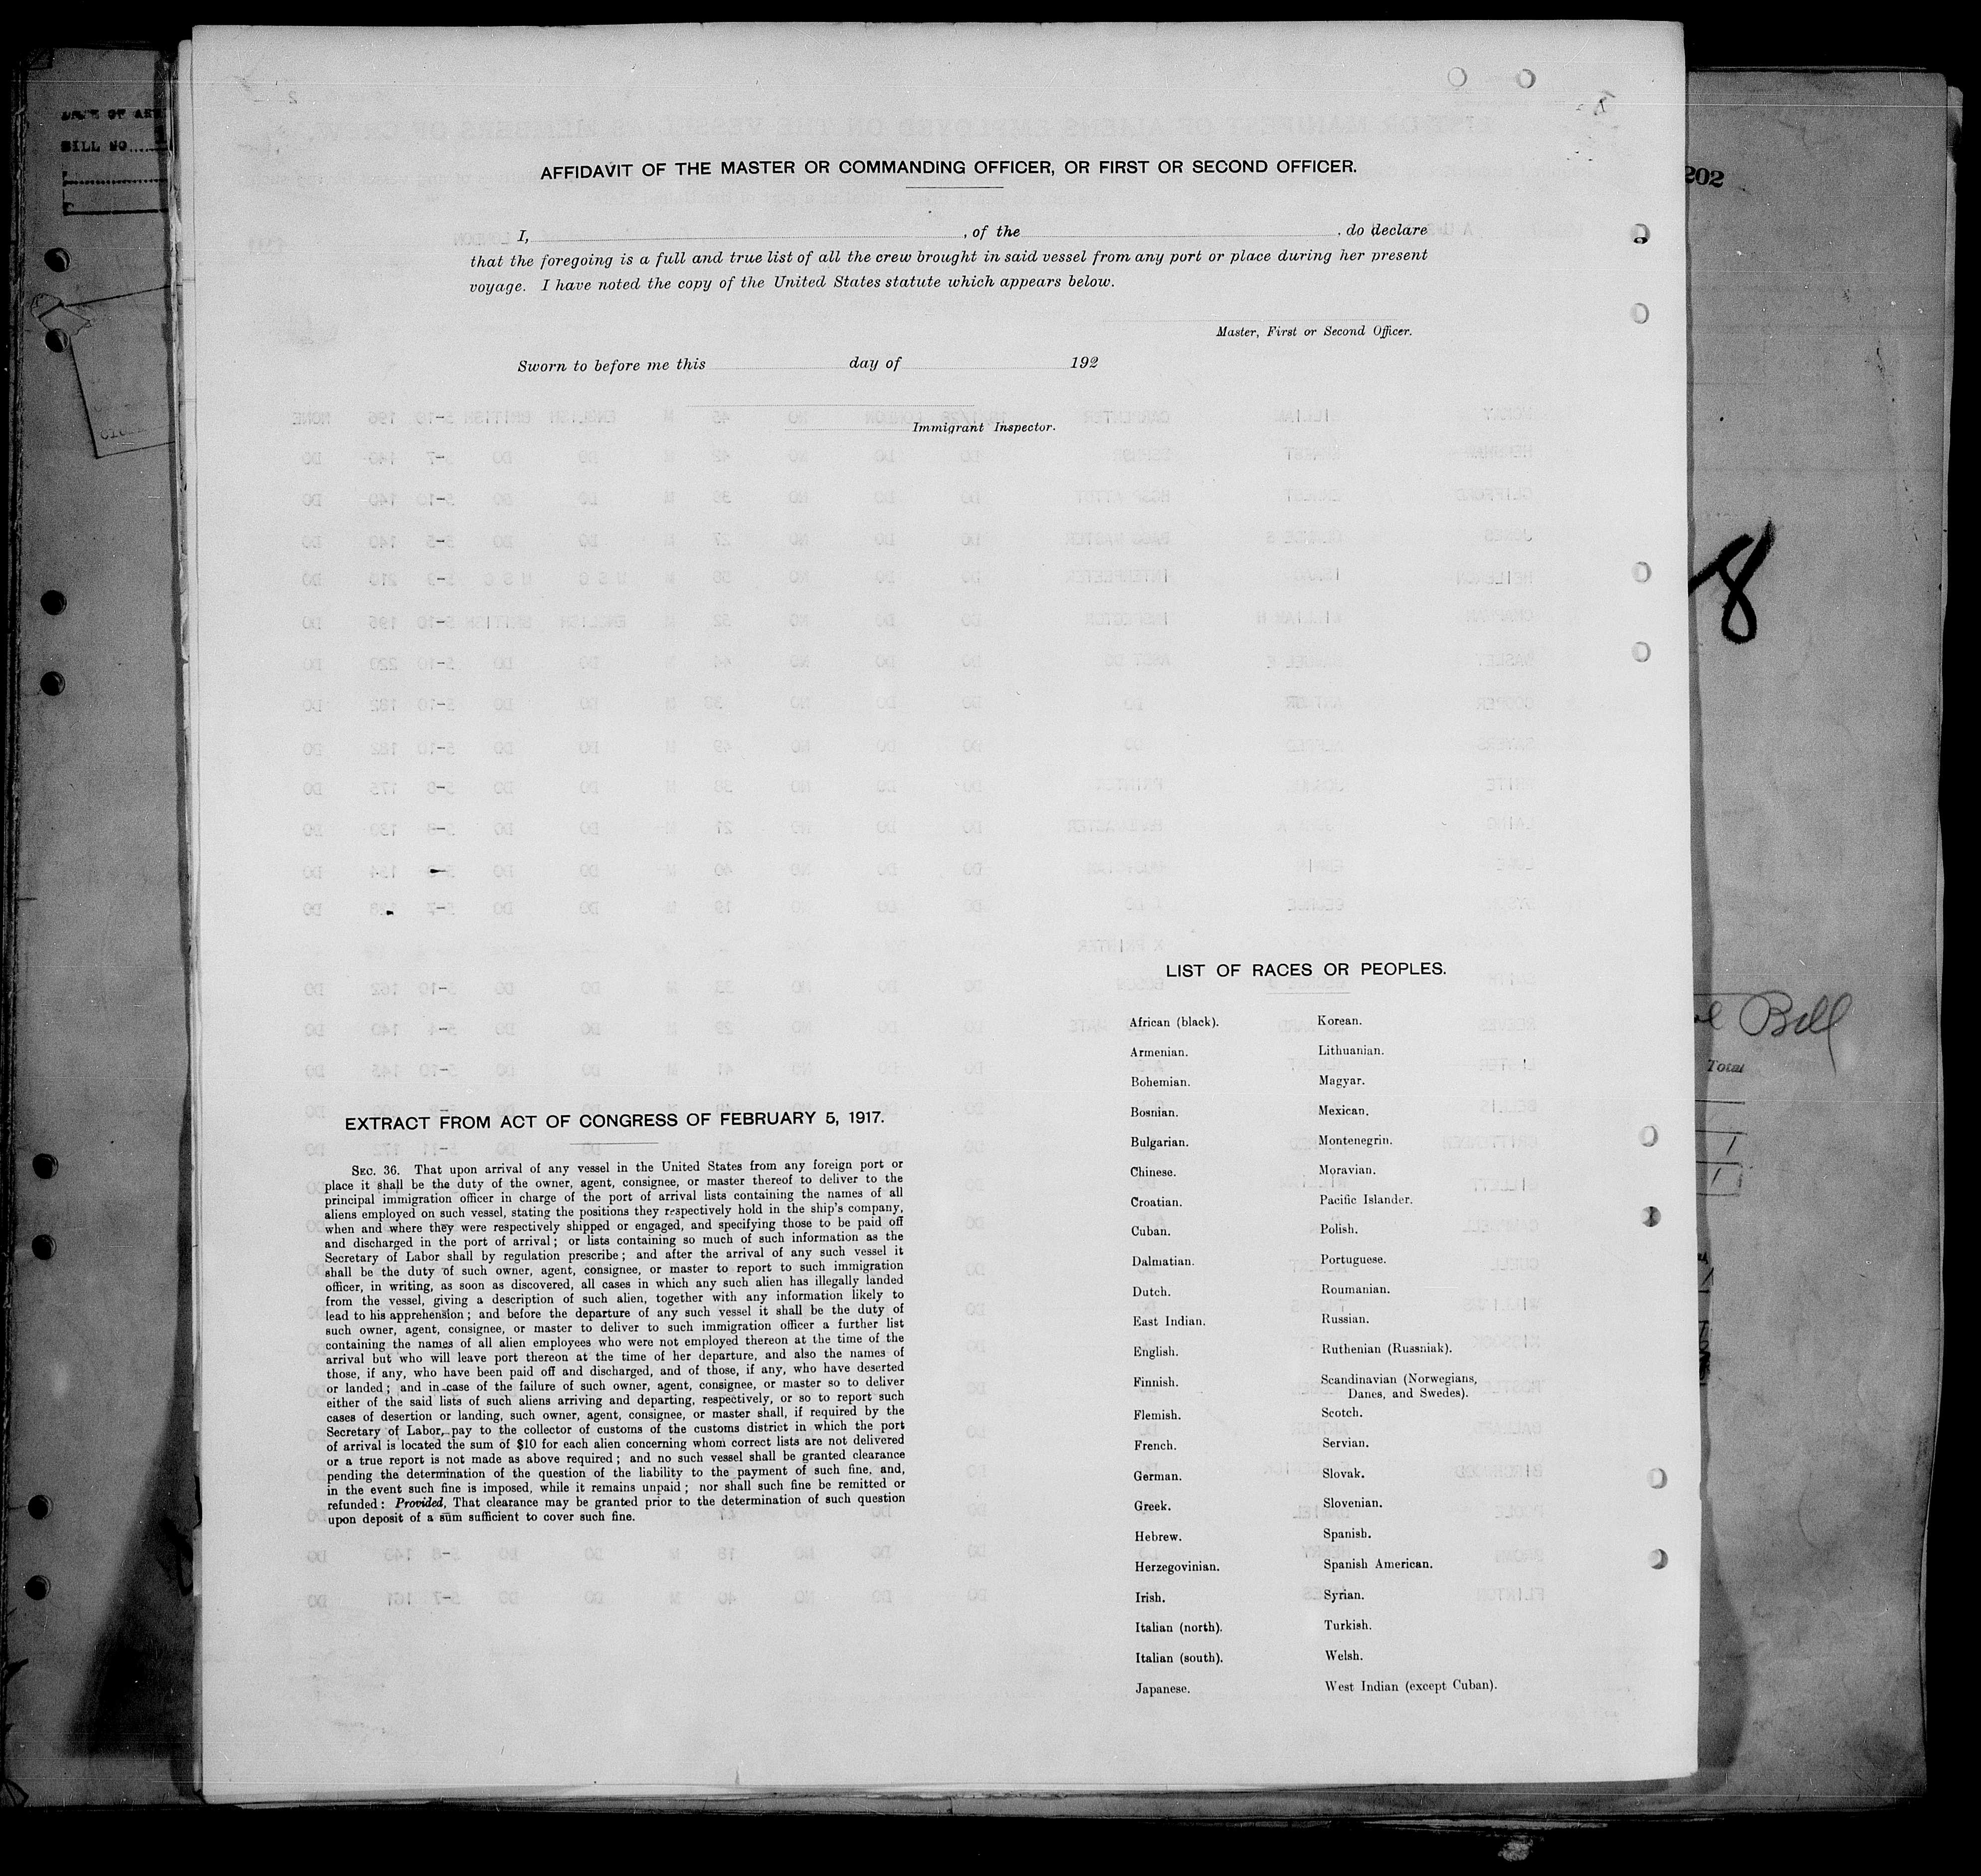 AFFIDAVIT OF THE MASTER OR COMMANDING OFFICER, OR FIRST OR SECOND OFFICER.
I, , of the , do declare
that the foregoing is a full and true list of all the crew brought in said vessel from any port or place during her present
voyage. I have noted the copy of the United States statute which appears below.
Master, First or Second Officer.
Sworn to before me this day of 192
Immigrant Inspector.
EXTRACT FROM ACT OF CONGRESS OF FEBRUARY 5, 1917.
SEC. 36. That upon arrival of any vessel in the United States from any foreign port or
place it shall be the duty of the owner, agent, consignee, or master thereof to deliver to the
principal immigration officer in charge of the port of arrival lists containing the names of all
aliens employed on such vessel, stating the positions they respectively hold in the ship's company,
when and where they were respectively shipped or engaged, and specifying those to be paid off
and discharged in the port of arrival; or lists containing so much of such information as the
Secretary of Labor shall by regulation prescribe; and after the arrival of any such vessel it
shall be the duty of such owner, agent, consignee, or master to report to such immigration
officer, in writing, as soon as discovered, all cases in which any such alien has illegally landed
from the vessel, giving a description of such alien, together with any information likely to
lead to his apprehension; and before the departure of any such vessel it shall be the duty of
such owner, agent, consignee, or master to deliver to such immigration officer a further list
containing the names of all alien employees who were not employed thereon at the time of the
arrival but who will leave port thereon at the time of her departure, and also the names of
those, if any, who have been paid off and discharged, and of those, if any, who have deserted
or landed; and in case of the failure of such owner, agent, consignee, or master so to deliver
either of the said lists of such aliens arriving and departing, respectively, or so to report such
cases of desertion or landing, such owner, agent, consignee, or master shall, if required by the
Secretary of Labor, pay to the collector of customs of the customs district in which the port
of arrival is located the sum of $10 for each alien concerning whom correct lists are not delivered
or a true report is not made as above required; and no such vessel shall be granted clearance
pending the determination of the question of the liability to the payment of such fine, and,
in the event such fine is imposed, while it remains unpaid; nor shall such fine be remitted or
refunded: Provided, That clearance may be granted prior to the determination of such question
upon deposit of a sum sufficient to cover such fine.
LIST OF RACES OR PEOPLES.
African (black).
Armenian.
Bohemian.
Bosnian.
Bulgarian.
Chinese.
Croatian.
Cuban.
Dalmatian.
Dutch.
East Indian.
English.
Finnish.
Flemish.
French.
German.
Greek.
Hebrew.
Herzegovinian.
Irish.
Italian (north).
Italian (south).
Japanese.
Korean.
Lithuanian.
Magyar.
Mexican.
Montenegrin.
Moravian.
Pacific Islander.
Polish.
Portuguese.
Roumanian.
Russian.
Ruthenian (Russniak).
Scandinavian (Norwegians,
Danes, and Swedes).
Scotch.
Servian.
Slovak.
Slovenian.
Spanish.
Spanish American.
Syrian.
Turkish.
Welsh.
West Indian (except Cuban).
DATE OF
BILL NO
202
8
Bill
Total